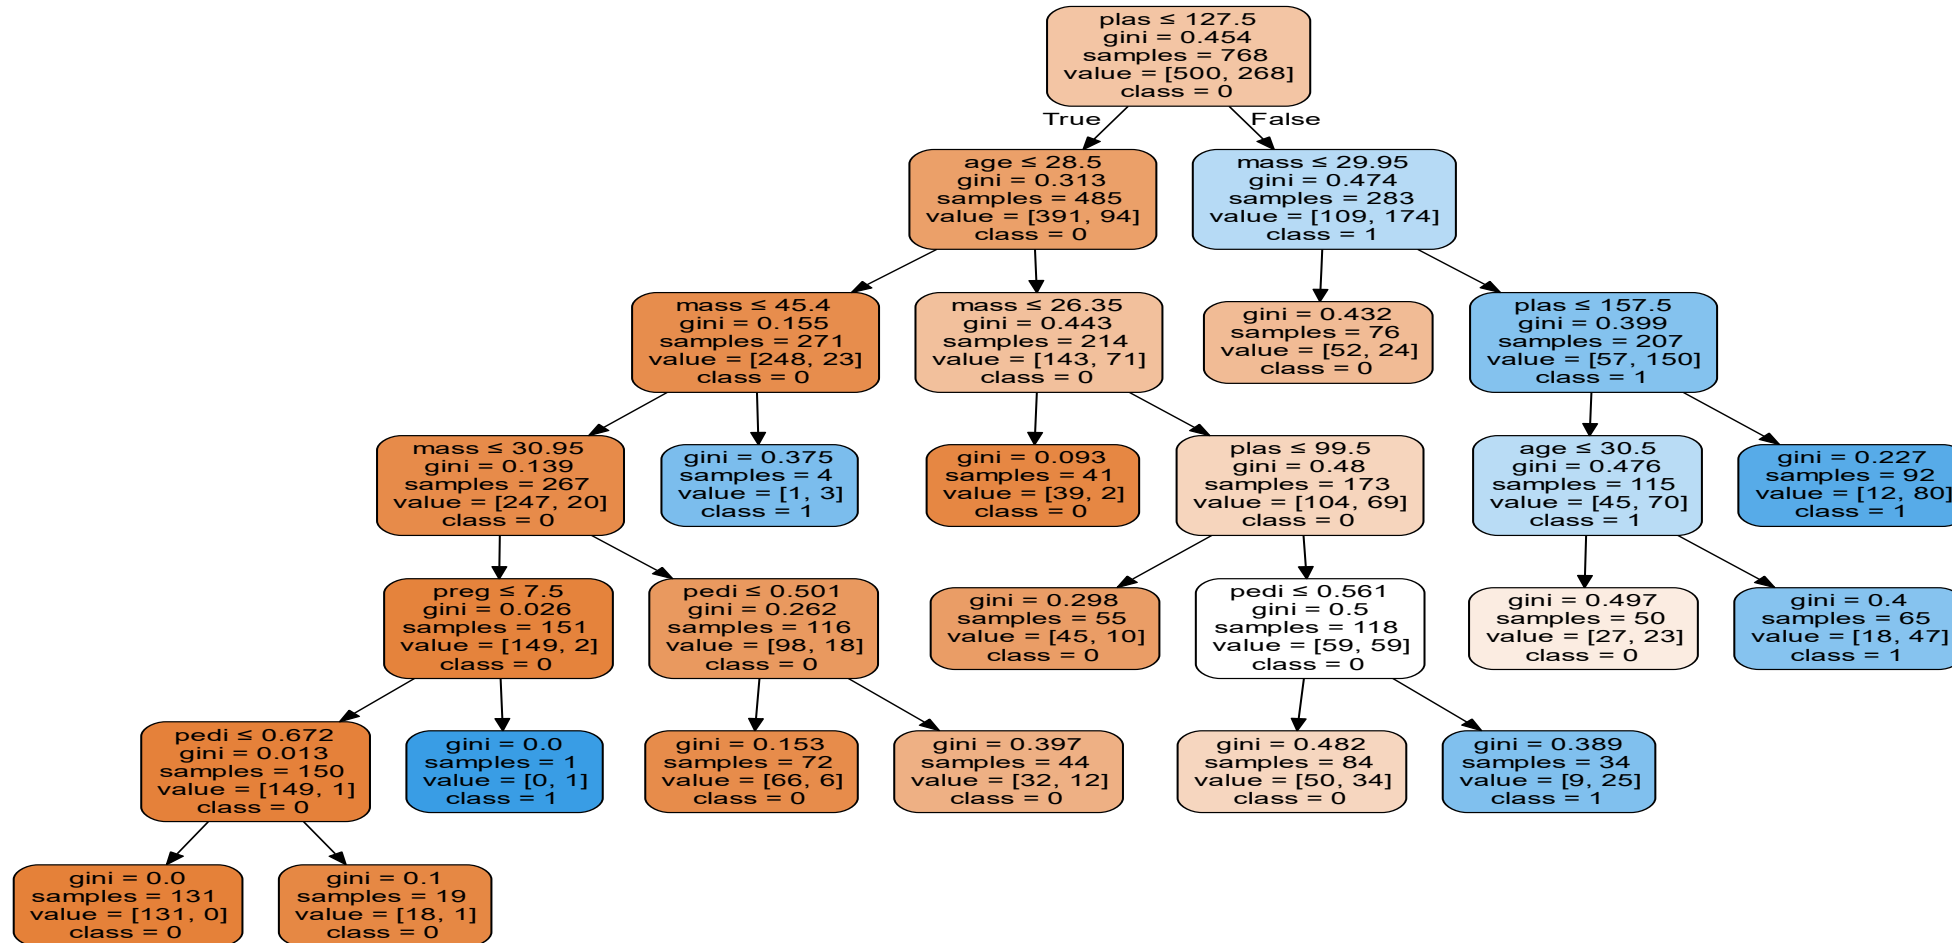 plas ≤ 127.5
gini = 0.454
samples = 768
value = [500, 268]
class = 0
True
False
age ≤ 28.5
gini = 0.313
samples = 485
value = [391, 94]
class = 0
mass ≤ 29.95
gini = 0.474
samples = 283
value = [109, 174]
class = 1
mass ≤ 45.4
gini = 0.155
samples = 271
value = [248, 23]
class = 0
mass ≤ 26.35
gini = 0.443
samples = 214
value = [143, 71]
class = 0
gini = 0.432
samples = 76
value = [52, 24]
class = 0
plas ≤ 157.5
gini = 0.399
samples = 207
value = [57, 150]
class = 1
mass ≤ 30.95
gini = 0.139
samples = 267
value = [247, 20]
class = 0
gini = 0.375
samples = 4
value = [1, 3]
class = 1
gini = 0.093
samples = 41
value = [39, 2]
class = 0
plas ≤ 99.5
gini = 0.48
samples = 173
value = [104, 69]
class = 0
age ≤ 30.5
gini = 0.476
samples = 115
value = [45, 70]
class = 1
gini = 0.227
samples = 92
value = [12, 80]
class = 1
preg ≤ 7.5
gini = 0.026
samples = 151
value = [149, 2]
class = 0
pedi ≤ 0.501
gini = 0.262
samples = 116
value = [98, 18]
class = 0
gini = 0.298
samples = 55
value = [45, 10]
class = 0
pedi ≤ 0.561
gini = 0.5
samples = 118
value = [59, 59]
class = 0
gini = 0.497
samples = 50
value = [27, 23]
class = 0
gini = 0.4
samples = 65
value = [18, 47]
class = 1
pedi ≤ 0.672
gini = 0.013
samples = 150
value = [149, 1]
class = 0
gini = 0.0
samples = 1
value = [0, 1]
class = 1
gini = 0.153
samples = 72
value = [66, 6]
class = 0
gini = 0.397
samples = 44
value = [32, 12]
class = 0
gini = 0.482
samples = 84
value = [50, 34]
class = 0
gini = 0.389
samples = 34
value = [9, 25]
class = 1
gini = 0.0
samples = 131
value = [131, 0]
class = 0
gini = 0.1
samples = 19
value = [18, 1]
class = 0